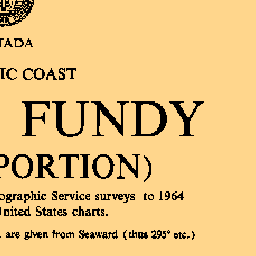 TADA
IC COAST
FUNDY
PORTION)
ographic Service surveys to 1964
United States charts.
are given from Seaward (thus 295° etc.)